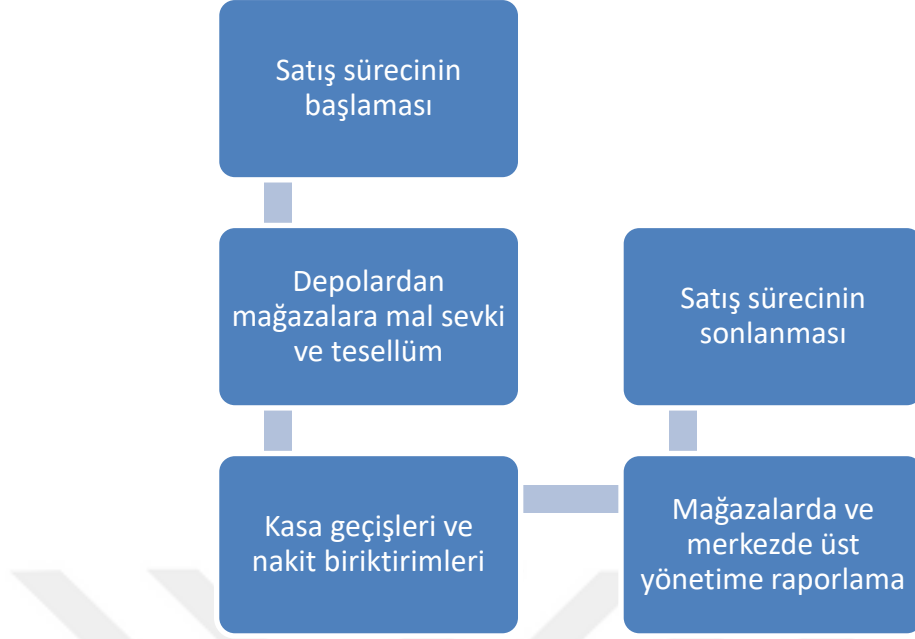 Satış sürecinin
başlaması
Depolardan
mağazalara mal sevki
ve tesellüm
Kasa geçişleri ve
nakit biriktirimleri
Mağazalarda ve
merkezde üst
yönetime raporlama
Satış sürecinin
sonlanması